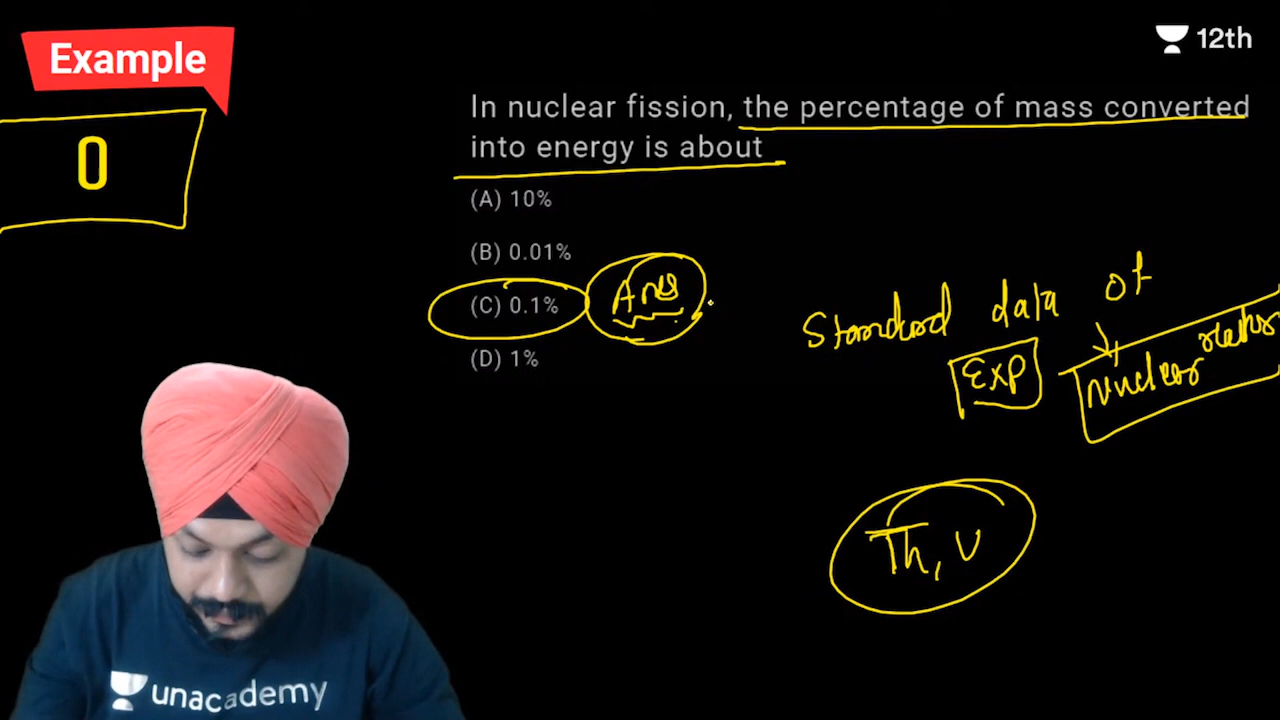 Example
12th
0
In nuclear fission, the percentage of mass converted
into energy is about
(A) 10%
(B) 0.01%
(C) 0.1%
Ans
(D) 1%
Standard data of
Exp
Nuclear
Th, U
unacademy